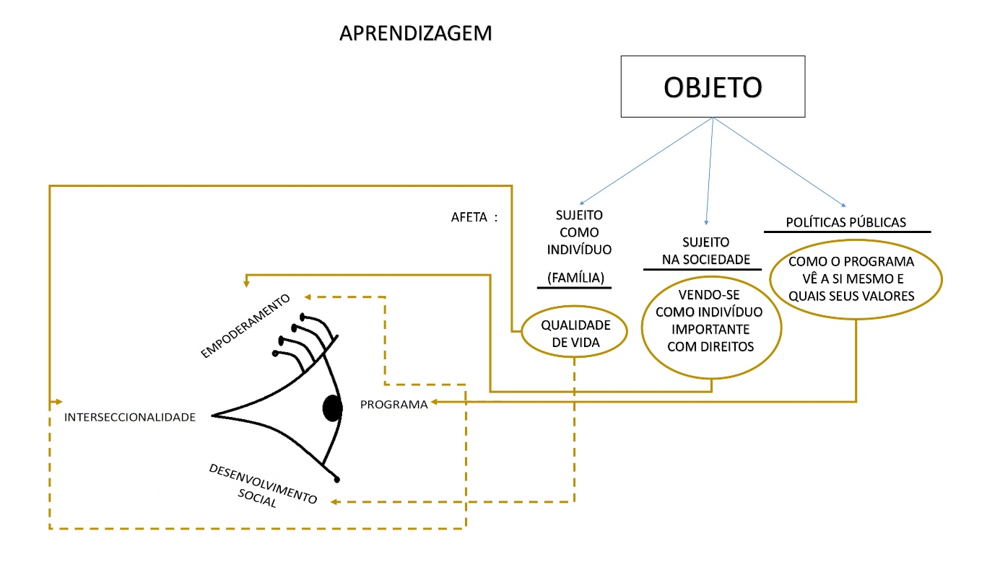 APRENDIZAGEM
OBJETO
AFETA :
SUJEITO
COMO
INDIVÍDUO
(FAMÍLIA)
QUALIDADE
DE VIDA
SUJEITO
NA SOCIEDADE
VENDO-SE
COMO INDIVÍDUO
IMPORTANTE
COM DIREITOS
POLÍTICAS PÚBLICAS
COMO O PROGRAMA
VÊ A SI MESMO E
QUAIS SEUS VALORES
EMPODERAMENTO
INTERSECCIONALIDADE
PROGRAMA
DESENVOLVIMENTO
SOCIAL